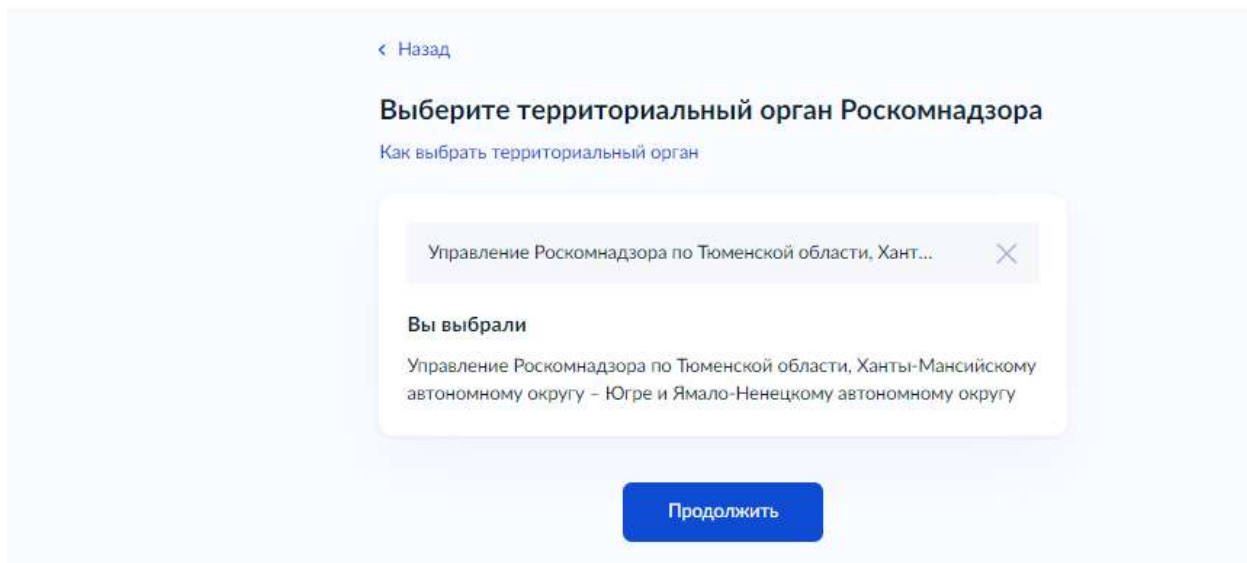 Назад
Выберите территориальный орган Роскомнадзора
Как выбрать территориальный орган
Управление Роскомнадзора по Тюменской области, Хант...
Вы выбрали
Управление Роскомнадзора по Тюменской области, Ханты-Мансийскому
автономному округу – Югре и Ямало-Ненецкому автономному округу
Продолжить